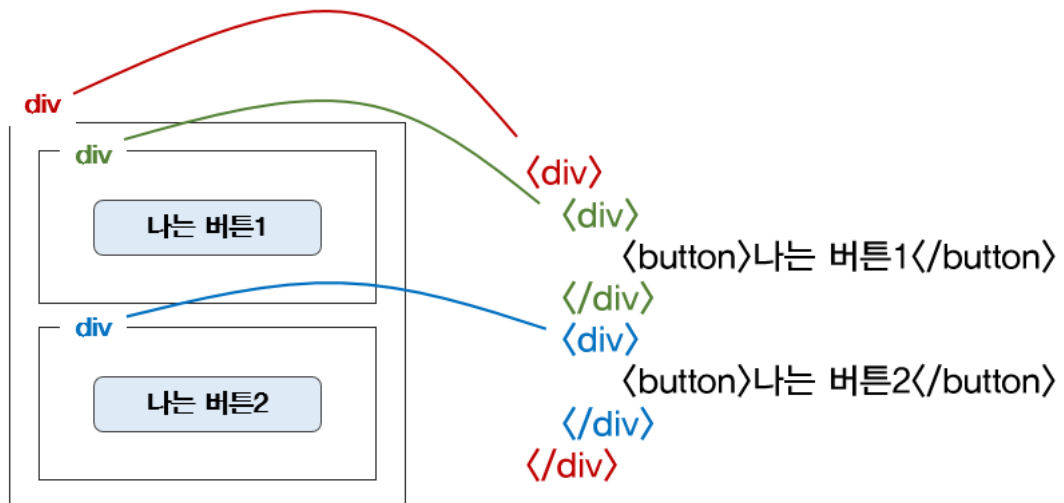 div
div
나는 버튼1
div
나는 버튼2
<div>
<div>
<button>나는 버튼1</button>
</div>
<div>
<button>나는 버튼2</button>
</div>
</div>